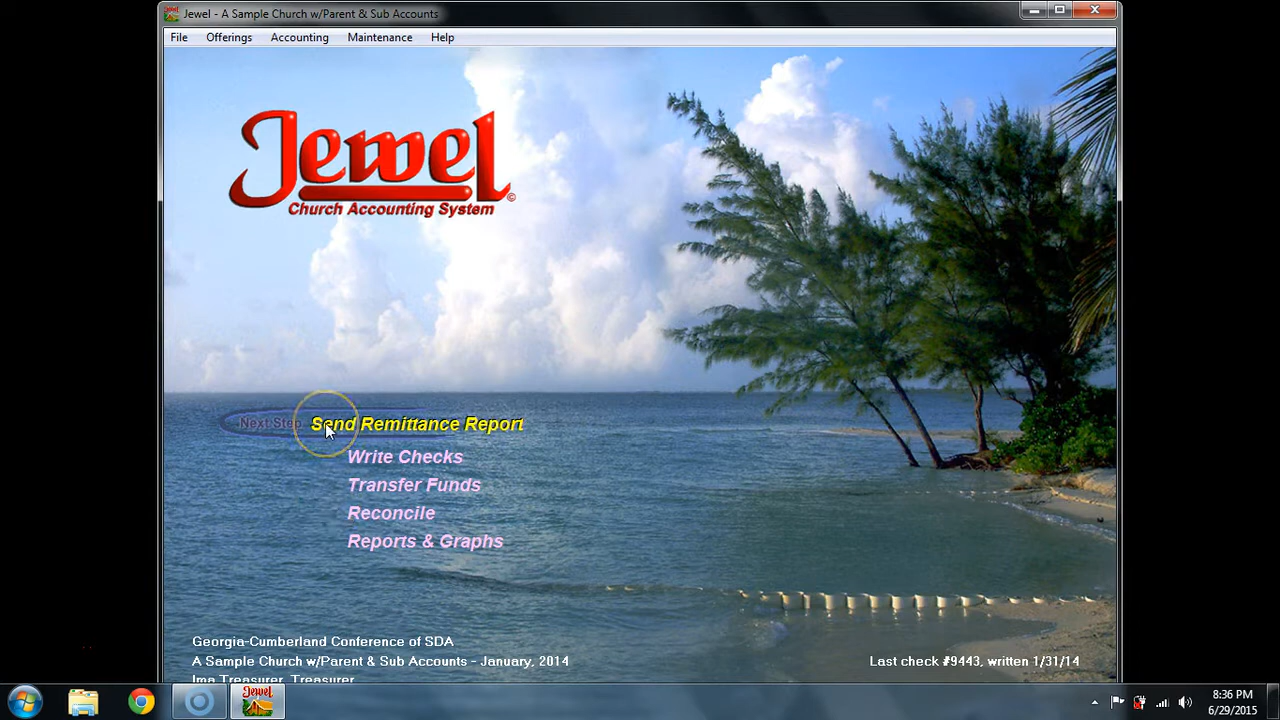 Jewel - A Sample Church w/Parent & Sub Accounts
File Offerings Accounting Maintenance Help
Jewel ©
Church Accounting System
Next Step Send Remittance Report
Write Checks
Transfer Funds
Reconcile
Reports & Graphs
Georgia-Cumberland Conference of SDA
A Sample Church w/Parent & Sub Accounts - January, 2014
Last check #9443, written 1/31/14
Ima Treasurer, Treasurer
Jewel
8:36 PM
6/29/2015